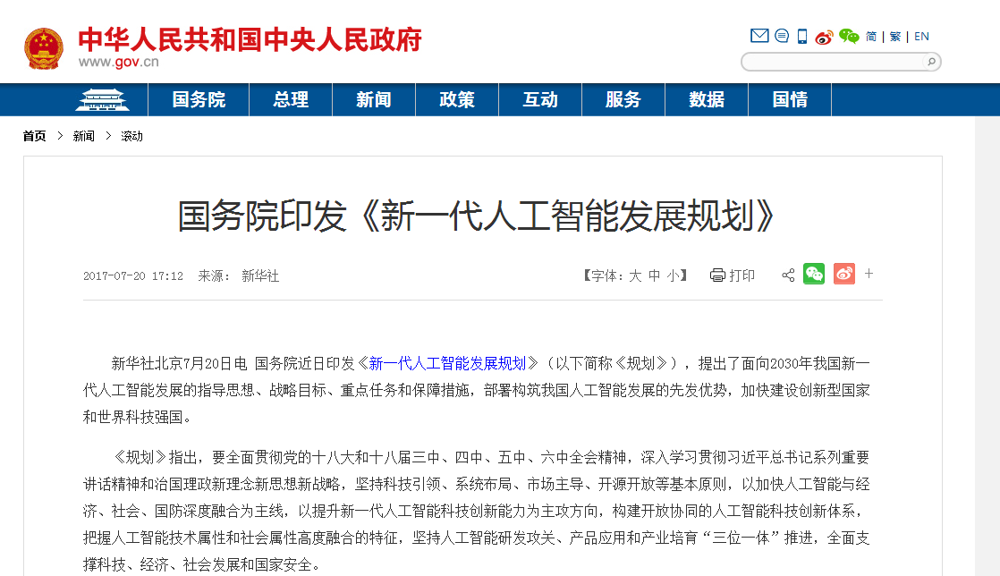 中华人民共和国中央人民政府
www.gov.cn
简 | 繁 | EN
国务院 总理 新闻 政策 互动 服务 数据 国情
首页 > 新闻 > 滚动
国务院印发《新一代人工智能发展规划》
2017-07-20 17:12 来源： 新华社 【字体：大 中 小】 打印 +
新华社北京7月20日电 国务院近日印发《新一代人工智能发展规划》（以下简称《规划》），提出了面向2030年我国新一
代人工智能发展的指导思想、战略目标、重点任务和保障措施，部署构筑我国人工智能发展的先发优势，加快建设创新型国家
和世界科技强国。
《规划》指出，要全面贯彻党的十八大和十八届三中、四中、五中、六中全会精神，深入学习贯彻习近平总书记系列重要
讲话精神和治国理政新理念新思想新战略，坚持科技引领、系统布局、市场主导、开源开放等基本原则，以加快人工智能与经
济、社会、国防深度融合为主线，以提升新一代人工智能科技创新能力为主攻方向，构建开放协同的人工智能科技创新体系，
把握人工智能技术属性和社会属性高度融合的特征，坚持人工智能研发攻关、产品应用和产业培育“三位一体”推进，全面支
撑科技、经济、社会发展和国家安全。